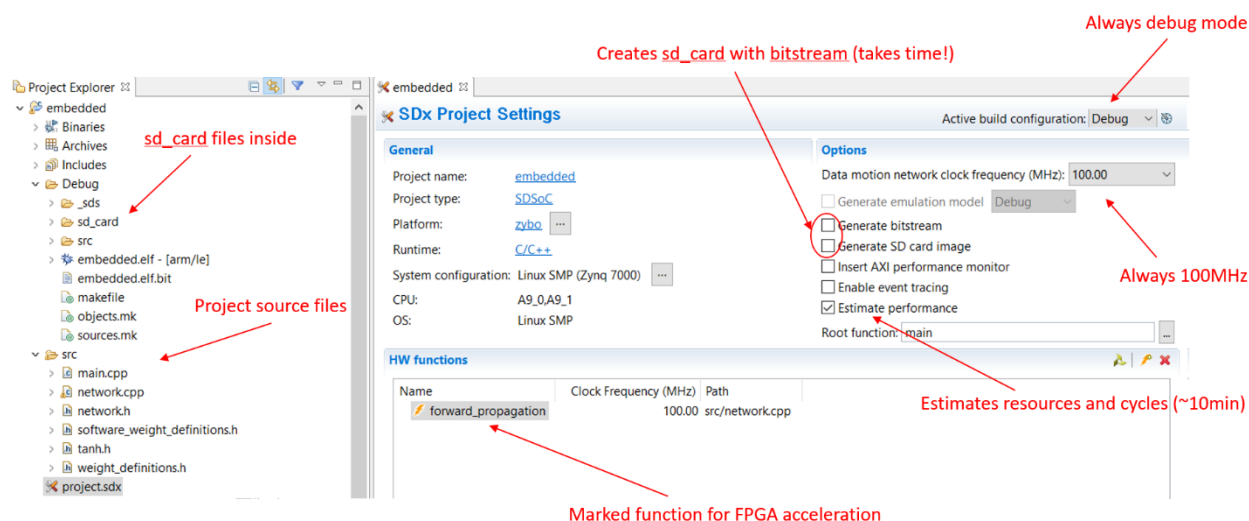 Always debug mode
Creates sd_card with bitstream (takes time!)
Project Explorer
embedded
Binaries
Archives
Includes
Debug
_sds
sd_card
src
embedded.elf - [arm/le]
embedded.elf.bit
makefile
objects.mk
sources.mk
src
main.cpp
network.cpp
network.h
software_weight_definitions.h
tanh.h
weight_definitions.h
project.sdx
sd_card files inside
Project source files
embedded
SDx Project Settings
Active build configuration: Debug
General
Project name: embedded
Project type: SDSoC
Platform: zybo ...
Runtime: C/C++
System configuration: Linux SMP (Zynq 7000) ...
CPU: A9_0,A9_1
OS: Linux SMP
Options
Data motion network clock frequency (MHz): 100.00
Generate emulation model Debug
Generate bitstream
Generate SD card image
Insert AXI performance monitor
Enable event tracing
Estimate performance
Root function: main ...
Always 100MHz
HW functions
Name Clock Frequency (MHz) Path
forward_propagation 100.00 src/network.cpp
Estimates resources and cycles (~10min)
Marked function for FPGA acceleration